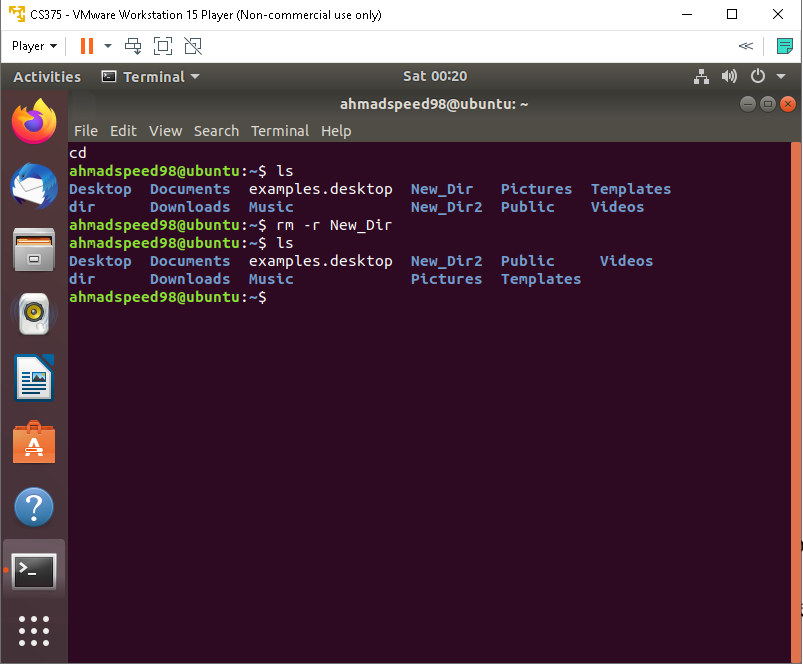 CS375 - VMware Workstation 15 Player (Non-commercial use only)
Player
Activities Terminal Sat 00:20
ahmadspeed98@ubuntu: ~
File Edit View Search Terminal Help
cd
ahmadspeed98@ubuntu:~$ ls
Desktop Documents examples.desktop New_Dir Pictures Templates
dir Downloads Music New_Dir2 Public Videos
ahmadspeed98@ubuntu:~$ rm -r New_Dir
ahmadspeed98@ubuntu:~$ ls
Desktop Documents examples.desktop New_Dir2 Public Videos
dir Downloads Music Pictures Templates
ahmadspeed98@ubuntu:~$